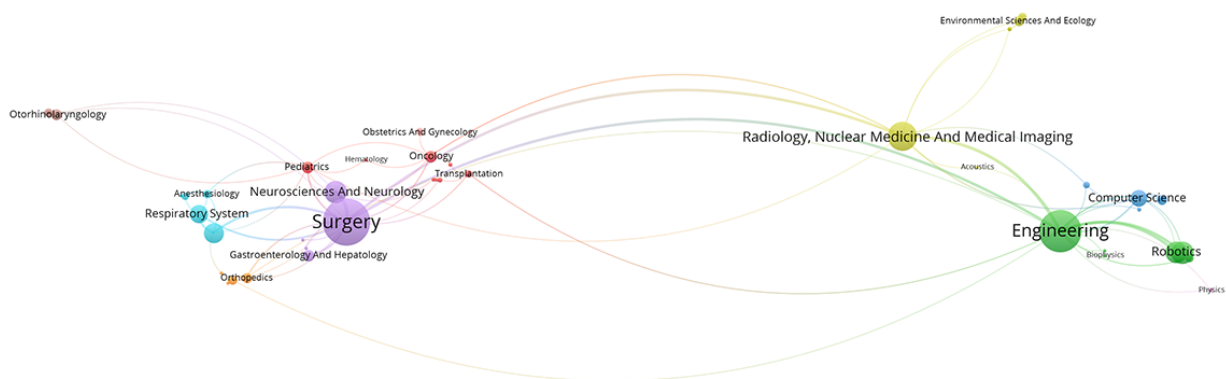 Environmental Sciences And Ecology
Otorhinolaryngology
Obstetrics And Gynecology
Radiology, Nuclear Medicine And Medical Imaging
Hematology
Oncology
Pediatrics
Acoustics
Transplantation
Anesthesiology
Neurosciences And Neurology
Computer Science
Respiratory System
Surgery
Engineering
Gastroenterology And Hepatology
Biophysics
Robotics
Orthopedics
Physics